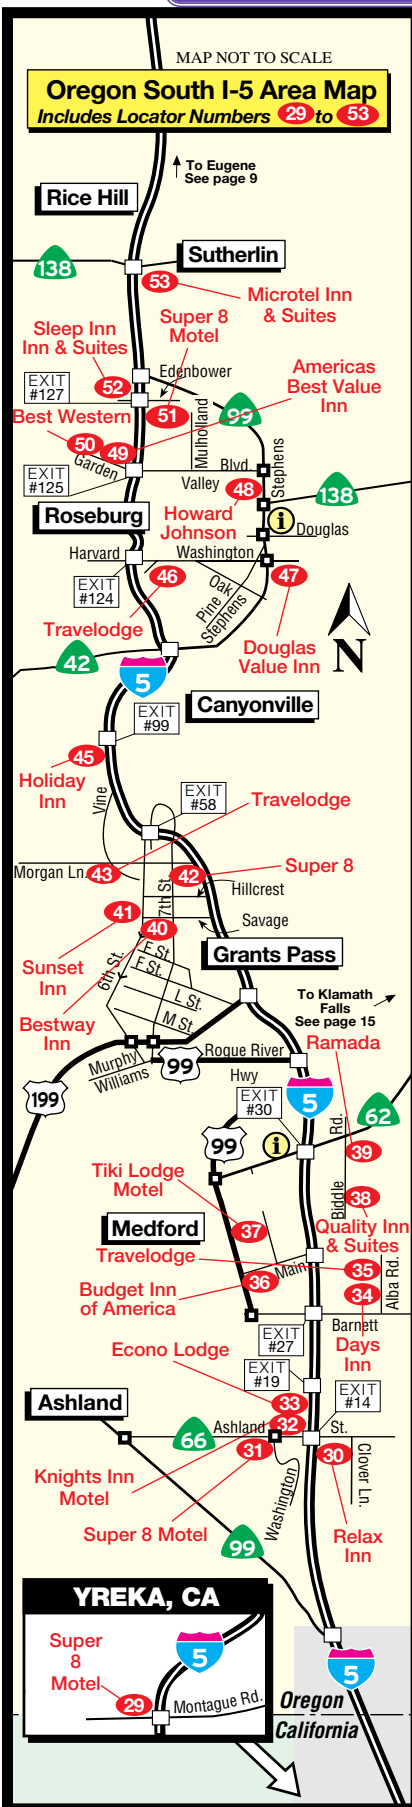 MAP NOT TO SCALE
Oregon South I-5 Area Map
Includes Locator Numbers 29 to 53
To Eugene
See page 9
Rice Hill
138
Sutherlin
53
Microtel Inn
& Suites
Sleep Inn
Inn & Suites
Super 8
Motel
Edenbower
Americas
Best Value
Inn
EXIT
#127
52
51
Mulholland
99
Best Western
50
49
Garden
Blvd.
Stephens
EXIT
#125
Valley
48
138
Roseburg
Howard
Johnson
i
Douglas
Harvard
Washington
EXIT
#124
46
Oak
Pine
Stephens
47
Travelodge
Douglas
Value Inn
N
42
5
Canyonville
EXIT
#99
45
Holiday
Inn
Vine
EXIT
#58
Travelodge
Morgan Ln.
43
7th St.
42
Super 8
Hillcrest
41
40
Savage
E St.
F St.
6th St.
Grants Pass
Sunset
Inn
L St.
M St.
To Klamath
Falls
See page 15
Bestway
Inn
Ramada
Murphy
Williams
99
Rogue River
Hwy
199
5
EXIT
#30
62
99
i
Rd.
39
Biddle
38
Tiki Lodge
Motel
37
Quality Inn
& Suites
Medford
Travelodge
35
Main
36
Alba Rd.
34
Budget Inn
of America
Barnett
EXIT
#27
Days
Inn
Econo Lodge
EXIT
#19
EXIT
#14
33
32
Ashland
66
Ashland
St.
31
30
Knights Inn
Motel
Washington
Clover Ln.
Super 8 Motel
99
Relax
Inn
YREKA, CA
Super
8
Motel
5
29
Montague Rd.
5
Oregon
California